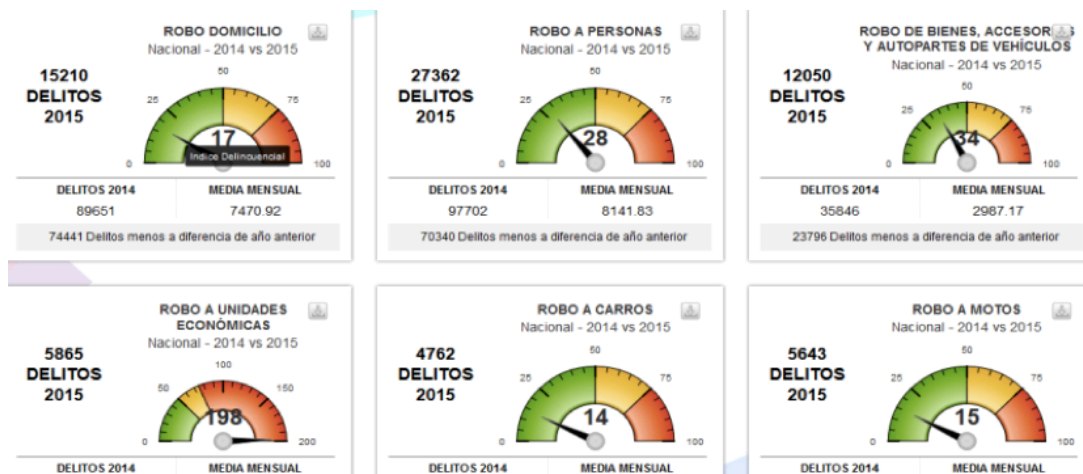 ROBO DOMICILIO
Nacional - 2014 vs 2015
15210
DELITOS
2015
0
25
50
75
100
17
Indice Delincuencial
DELITOS 2014 MEDIA MENSUAL
89651 7470.92
74441 Delitos menos a diferencia de año anterior
ROBO A PERSONAS
Nacional - 2014 vs 2015
27362
DELITOS
2015
0
25
50
75
100
28
DELITOS 2014 MEDIA MENSUAL
97702 8141.83
70340 Delitos menos a diferencia de año anterior
ROBO DE BIENES, ACCESORIOS
Y AUTOPARTES DE VEHÍCULOS
Nacional - 2014 vs 2015
12050
DELITOS
2015
0
25
50
75
100
34
DELITOS 2014 MEDIA MENSUAL
35846 2987.17
23796 Delitos menos a diferencia de año anterior
ROBO A UNIDADES
ECONÓMICAS
Nacional - 2014 vs 2015
5865
DELITOS
2015
0
50
100
150
200
198
DELITOS 2014 MEDIA MENSUAL
ROBO A CARROS
Nacional - 2014 vs 2015
4762
DELITOS
2015
0
25
50
75
100
14
DELITOS 2014 MEDIA MENSUAL
ROBO A MOTOS
Nacional - 2014 vs 2015
5643
DELITOS
2015
0
25
50
75
100
15
DELITOS 2014 MEDIA MENSUAL